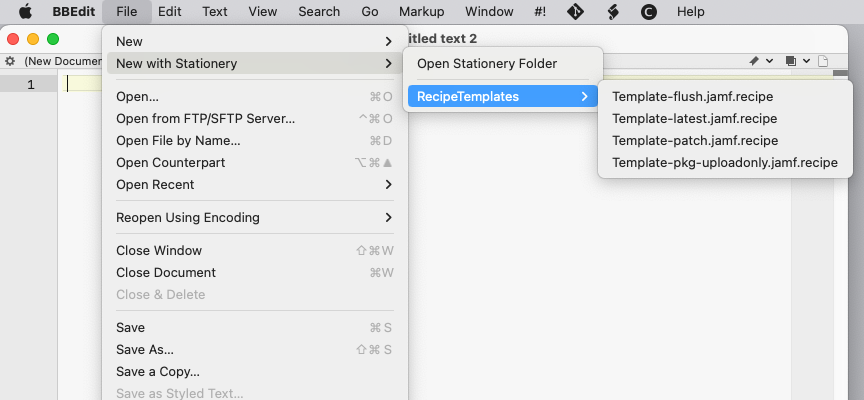 BBEdit File Edit Text View Search Go Markup Window #! Help
itled text 2
(New Documen
1
New
New with Stationery
Open Stationery Folder
RecipeTemplates
Template-flush.jamf.recipe
Template-latest.jamf.recipe
Template-patch.jamf.recipe
Template-pkg-uploadonly.jamf.recipe
Open... ⌘O
Open from FTP/SFTP Server... ^⌘O
Open File by Name... ⌘D
Open Counterpart ⌥⌘▲
Open Recent
Reopen Using Encoding
Close Window ⇧⌘W
Close Document ⌘W
Close & Delete
Save ⌘S
Save As... ⇧⌘S
Save a Copy...
Save as Styled Text...